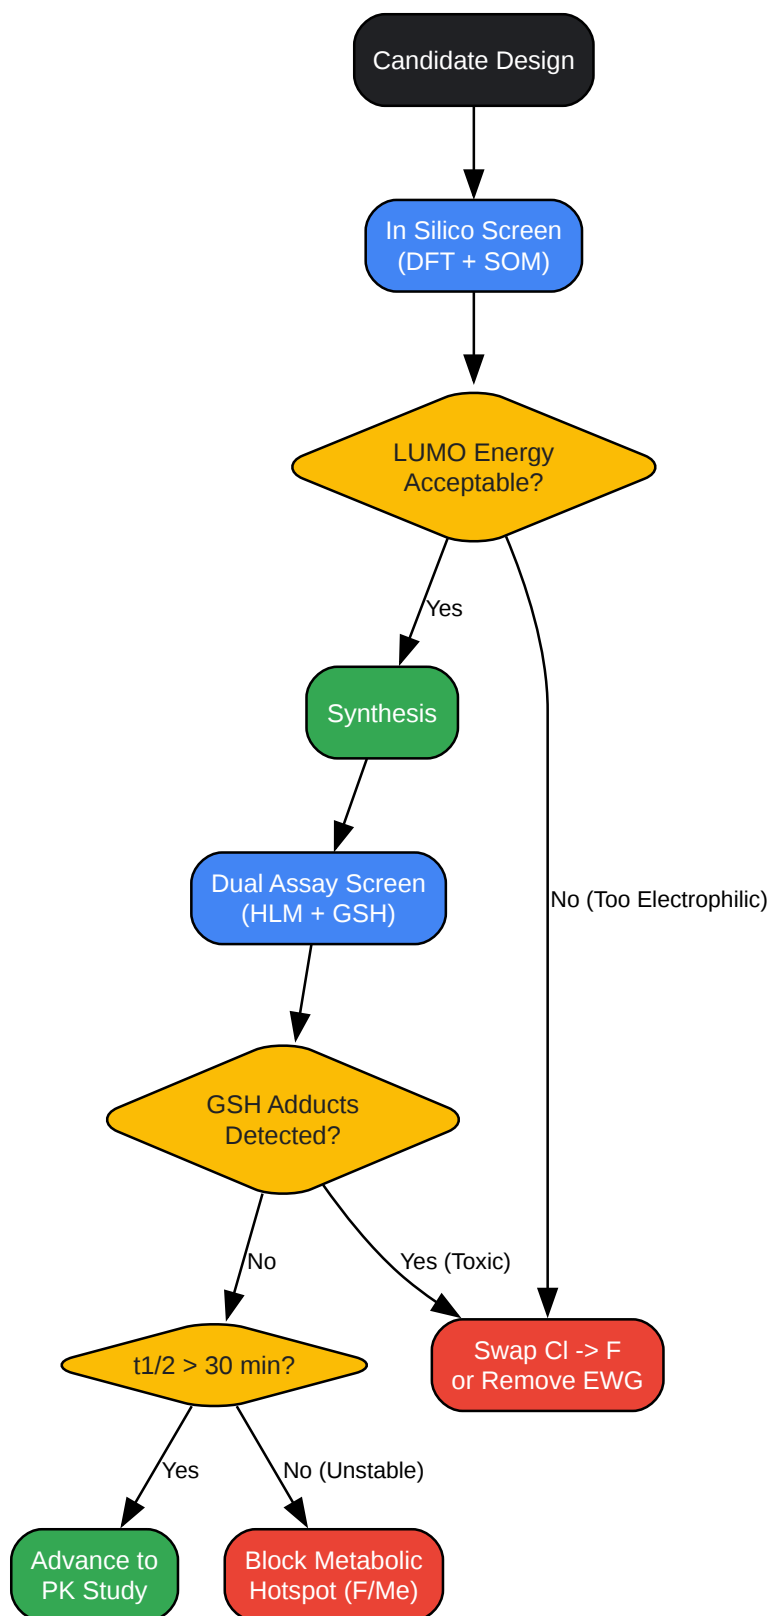 Candidate Design
In Silico Screen
(DFT + SOM)
LUMO Energy
Acceptable?
Yes
Synthesis
Dual Assay Screen
(HLM + GSH)
No (Too Electrophilic)
GSH Adducts
Detected?
No
Yes (Toxic)
t1/2 > 30 min?
Swap Cl -> F
or Remove EWG
Yes
No (Unstable)
Advance to
PK Study
Block Metabolic
Hotspot (F/Me)